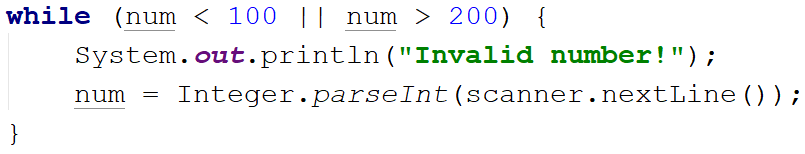 while (num < 100 || num > 200) {
    System.out.println("Invalid number!");
    num = Integer.parseInt(scanner.nextLine());
}